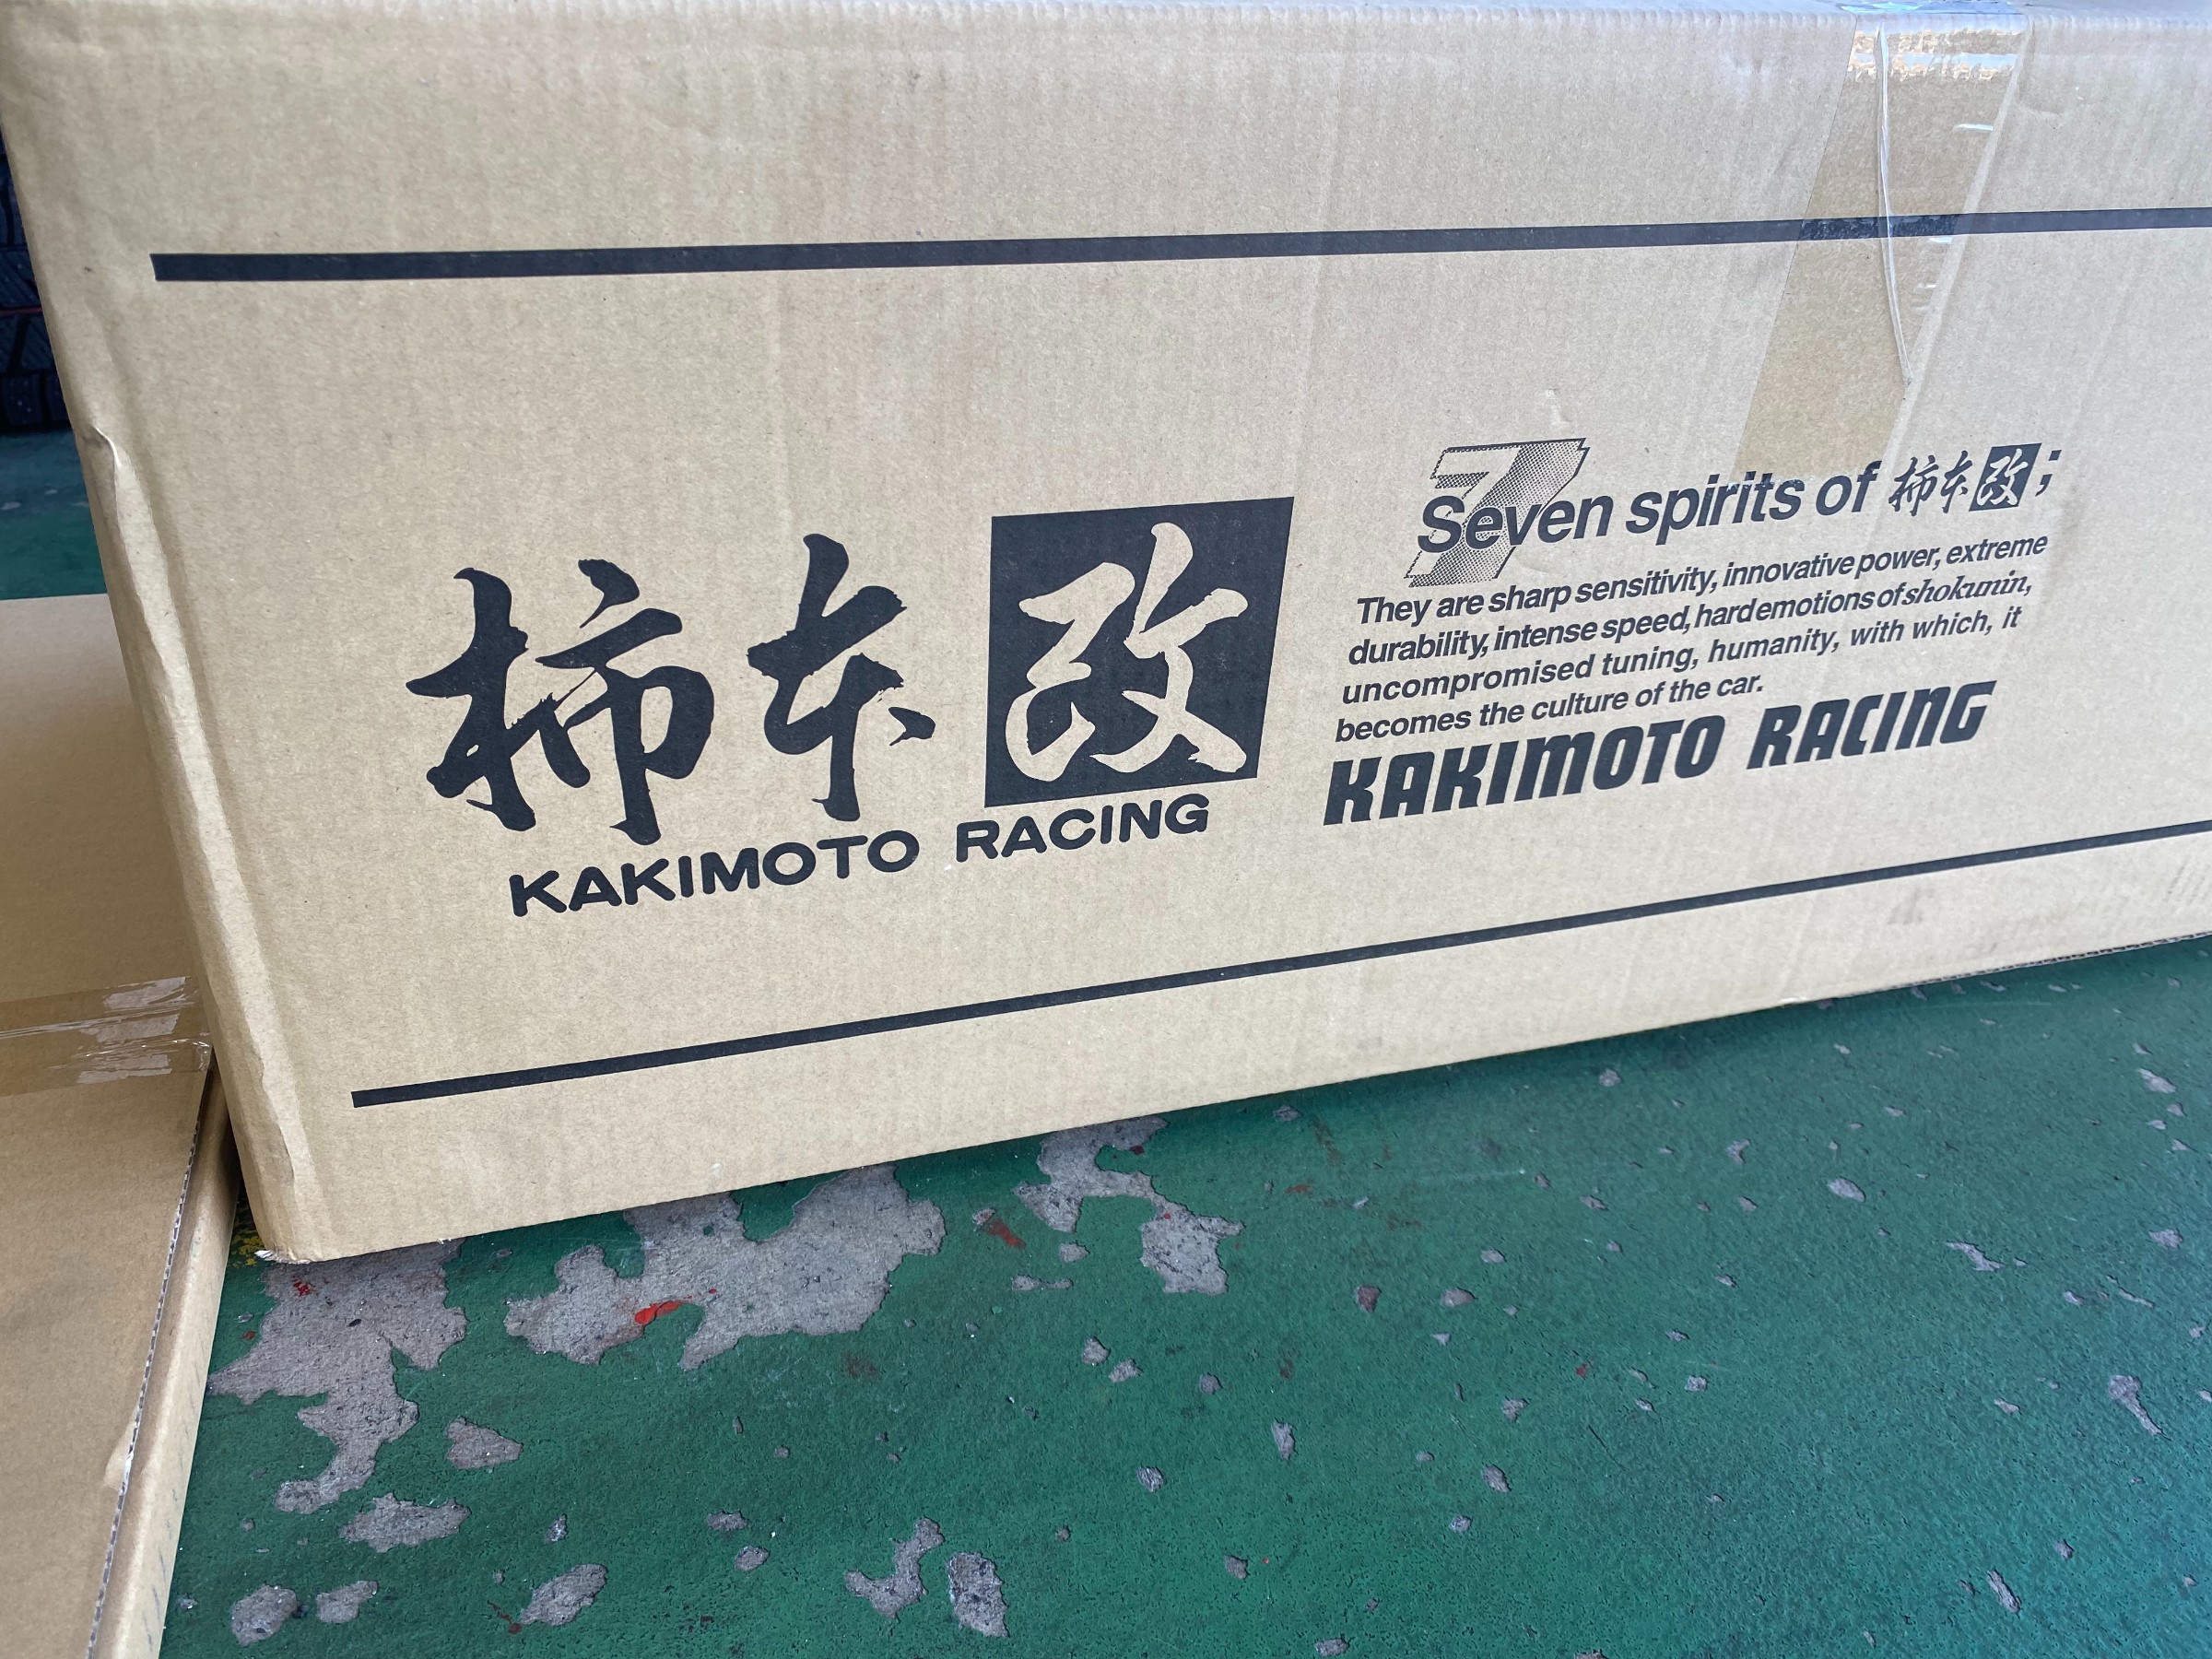 柿本改
KAKIMOTO RACING
7
Seven spirits of 柿本改;
They are sharp sensitivity, innovative power, extreme
durability, intense speed, hard emotions of shokunin,
uncompromised tuning, humanity, with which, it
becomes the culture of the car.
KAKIMOTO RACING